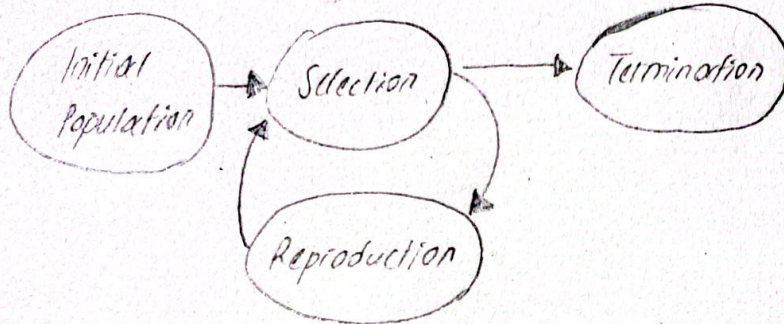 Initial
Population
Selection
Termination
Reproduction